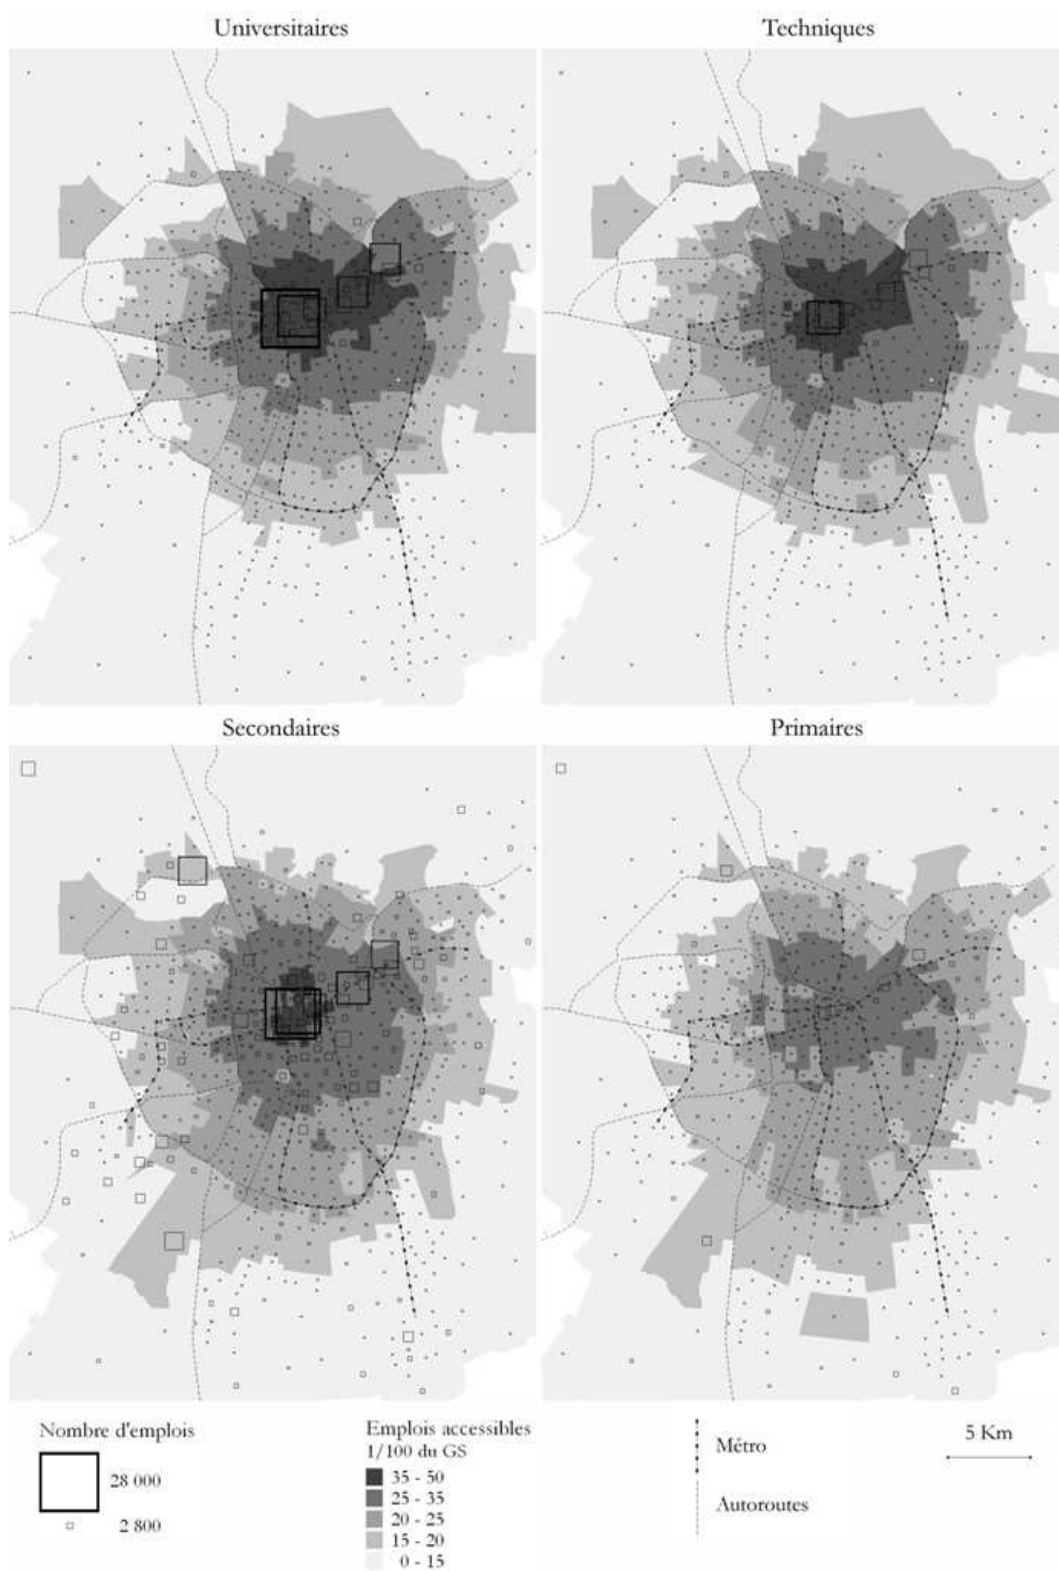 Universitaires
Techniques
Secondaires
Primaires
Nombre d'emplois
28 000
2 800
Emplois accessibles
1/100 du GS
35 - 50
25 - 35
20 - 25
15 - 20
0 - 15
Métro
Autoroutes
5 Km